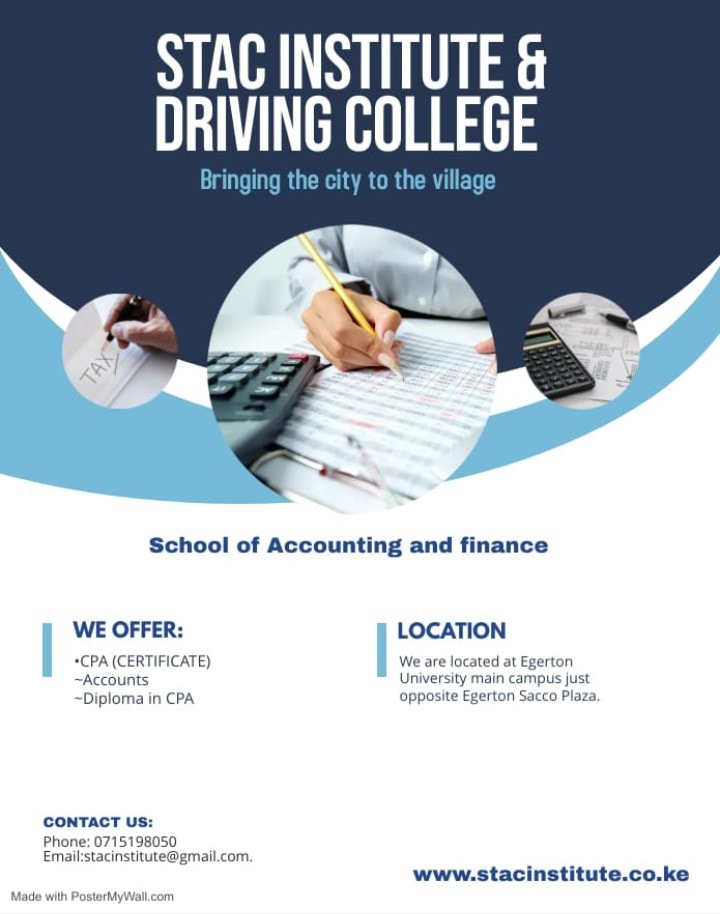 STAC INSTITUTE &
DRIVING COLLEGE
Bringing the city to the village
TAX
School of Accounting and finance
WE OFFER:
•CPA (CERTIFICATE)
~Accounts
~Diploma in CPA
LOCATION
We are located at Egerton
University main campus just
opposite Egerton Sacco Plaza.
CONTACT US:
Phone: 0715198050
Email:stacinstitute@gmail.com.
www.stacinstitute.co.ke
Made with PosterMyWall.com